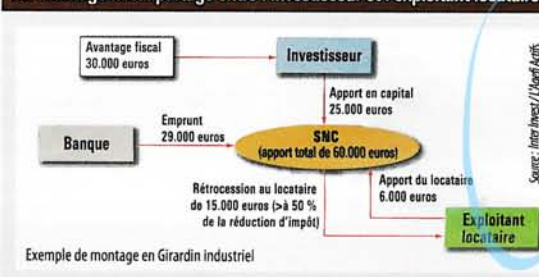 Avantage fiscal
30.000 euros
Investisseur
Apport en capital
25.000 euros
Emprunt
29.000 euros
Banque
SNC
(apport total de 60.000 euros)
Rétrocession au locataire
de 15.000 euros (>à 50 %
de la réduction d'impôt)
Apport du locataire
6.000 euros
Exploitant
locataire
Exemple de montage en Girardin industriel
Source : Inter Invest / L'Agefi Actifs